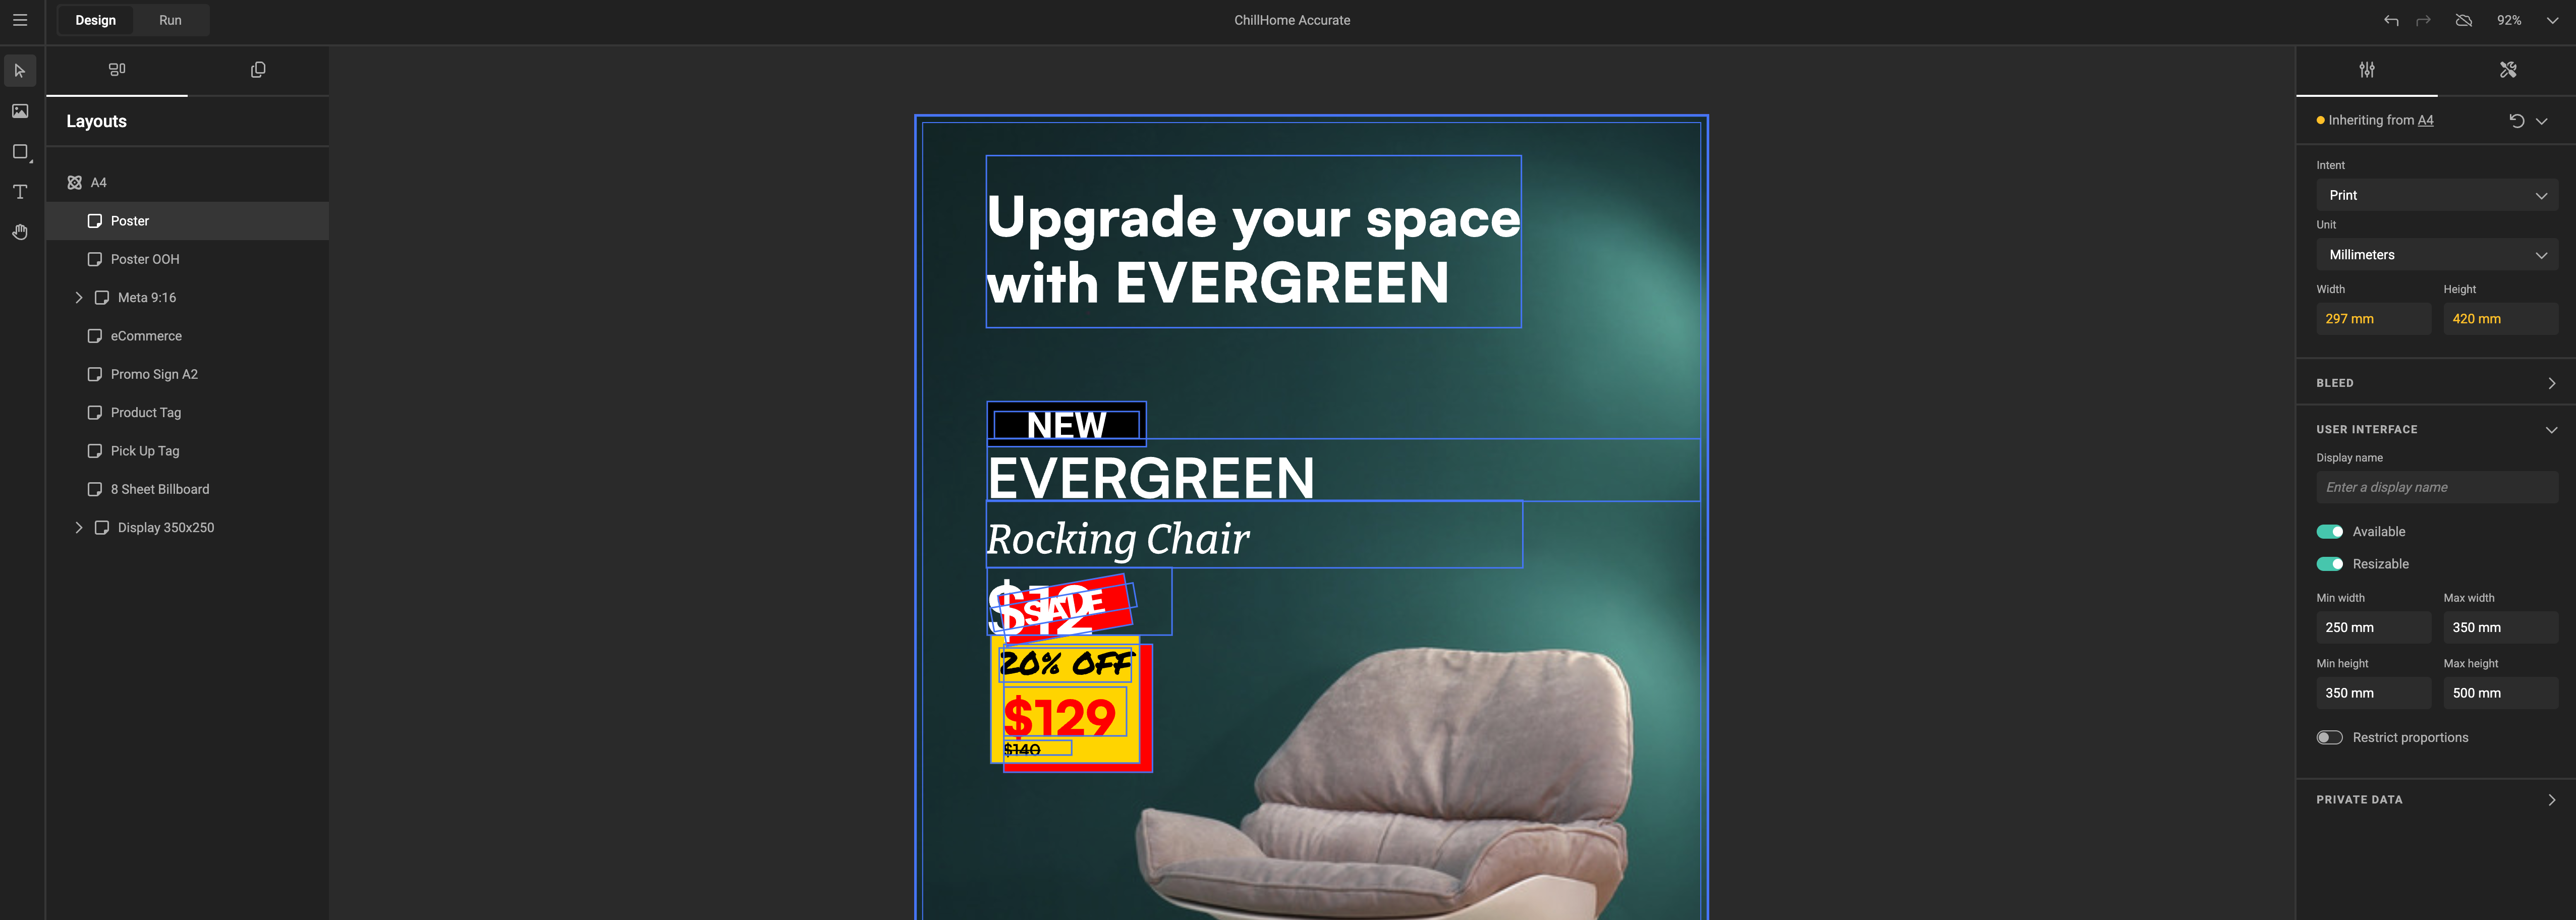 Design
Run
ChillHome Accurate
92%
Layouts
A4
Poster
Poster OOH
Meta 9:16
eCommerce
Promo Sign A2
Product Tag
Pick Up Tag
8 Sheet Billboard
Display 350x250
Upgrade your space
with EVERGREEN
NEW
EVERGREEN
Rocking Chair
$12
SALE
20% OFF
$129
$140
Inheriting from A4
Intent
Print
Unit
Millimeters
Width Height
297 mm 420 mm
BLEED
USER INTERFACE
Display name
Enter a display name
Available
Resizable
Min width Max width
250 mm 350 mm
Min height Max height
350 mm 500 mm
Restrict proportions
PRIVATE DATA